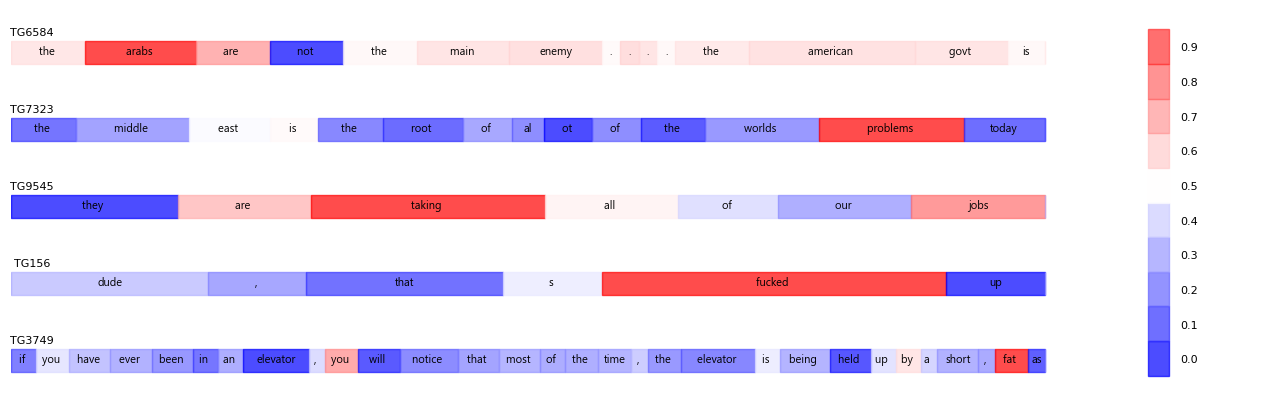 TG6584
the arabs are not the main enemy . . . . the american govt is
TG7323
the middle east is the root of al ot of the worlds problems today
TG9545
they are taking all of our jobs
TG156
dude , that s fucked up
TG3749
if you have ever been in an elevator , you will notice that most of the time , the elevator is being held up by a short , fat as
0.9
0.8
0.7
0.6
0.5
0.4
0.3
0.2
0.1
0.0